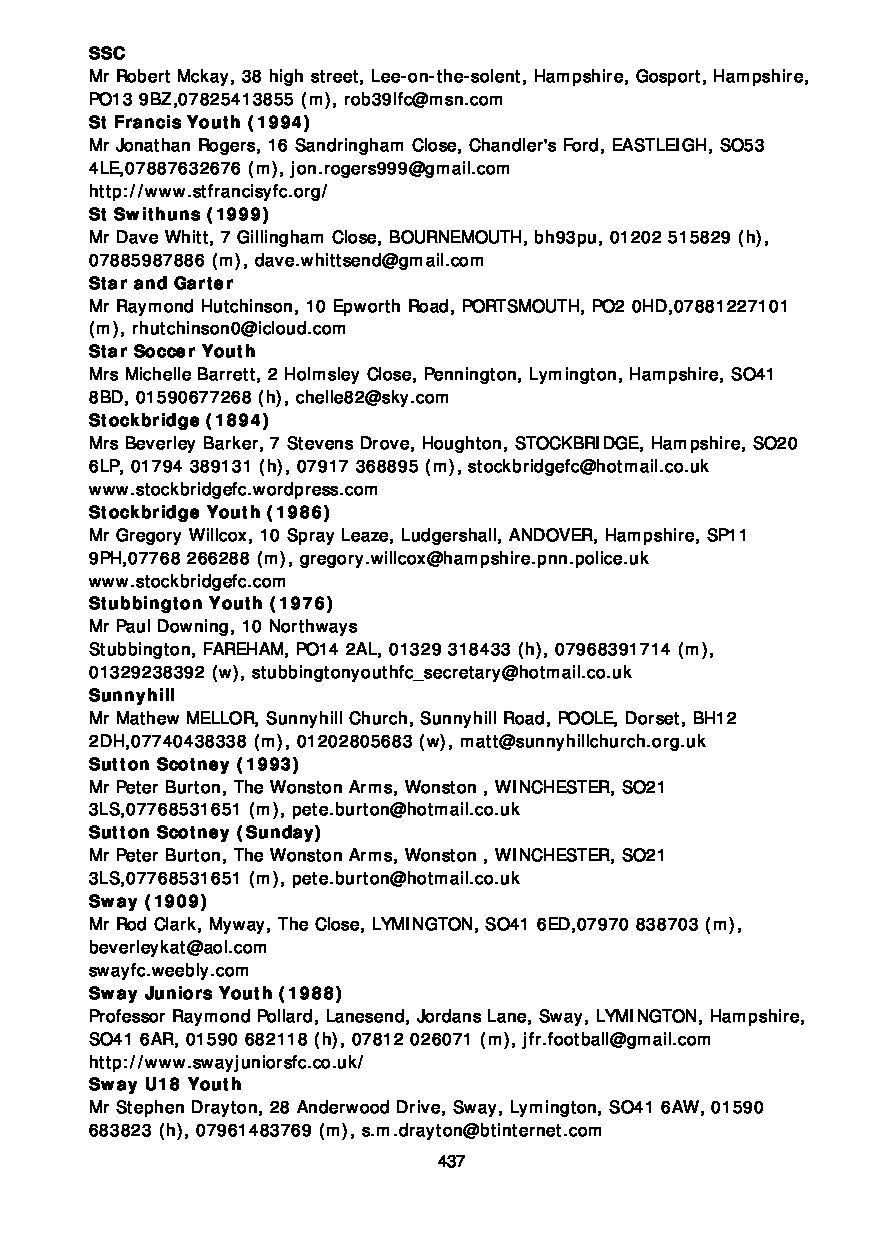 SSC
Mr Robert Mckay, 38 high street, Lee-on-the-solent, Hampshire, Gosport, Hampshire,
PO13 9BZ,07825413855 (m), rob39lfc@msn.com
St Francis Youth (1994)
Mr Jonathan Rogers, 16 Sandringham Close, Chandler's Ford, EASTLEIGH, SO53
4LE,07887632676 (m), jon.rogers999@gmail.com
http://www.stfrancisyfc.org/
St Swithuns (1999)
Mr Dave Whitt, 7 Gillingham Close, BOURNEMOUTH, bh93pu, 01202 515829 (h),
07885987886 (m), dave.whittsend@gmail.com
Star and Garter
Mr Raymond Hutchinson, 10 Epworth Road, PORTSMOUTH, PO2 0HD,07881227101
(m), rhutchinson0@icloud.com
Star Soccer Youth
Mrs Michelle Barrett, 2 Holmsley Close, Pennington, Lymington, Hampshire, SO41
8BD, 01590677268 (h), chelle82@sky.com
Stockbridge (1894)
Mrs Beverley Barker, 7 Stevens Drove, Houghton, STOCKBRIDGE, Hampshire, SO20
6LP, 01794 389131 (h), 07917 368895 (m), stockbridgefc@hotmail.co.uk
www.stockbridgefc.wordpress.com
Stockbridge Youth (1986)
Mr Gregory Willcox, 10 Spray Leaze, Ludgershall, ANDOVER, Hampshire, SP11
9PH,07768 266288 (m), gregory.willcox@hampshire.pnn.police.uk
www.stockbridgefc.com
Stubbington Youth (1976)
Mr Paul Downing, 10 Northways
Stubbington, FAREHAM, PO14 2AL, 01329 318433 (h), 07968391714 (m),
01329238392 (w), stubbingtonyouthfc_secretary@hotmail.co.uk
Sunnyhill
Mr Mathew MELLOR, Sunnyhill Church, Sunnyhill Road, POOLE, Dorset, BH12
2DH,07740438338 (m), 01202805683 (w), matt@sunnyhillchurch.org.uk
Sutton Scotney (1993)
Mr Peter Burton, The Wonston Arms, Wonston , WINCHESTER, SO21
3LS,07768531651 (m), pete.burton@hotmail.co.uk
Sutton Scotney (Sunday)
Mr Peter Burton, The Wonston Arms, Wonston , WINCHESTER, SO21
3LS,07768531651 (m), pete.burton@hotmail.co.uk
Sway (1909)
Mr Rod Clark, Myway, The Close, LYMINGTON, SO41 6ED,07970 838703 (m),
beverleykat@aol.com
swayfc.weebly.com
Sway Juniors Youth (1988)
Professor Raymond Pollard, Lanesend, Jordans Lane, Sway, LYMINGTON, Hampshire,
SO41 6AR, 01590 682118 (h), 07812 026071 (m), jfr.football@gmail.com
http://www.swayjuniorsfc.co.uk/
Sway U18 Youth
Mr Stephen Drayton, 28 Anderwood Drive, Sway, Lymington, SO41 6AW, 01590
683823 (h), 07961483769 (m), s.m.drayton@btinternet.com
437